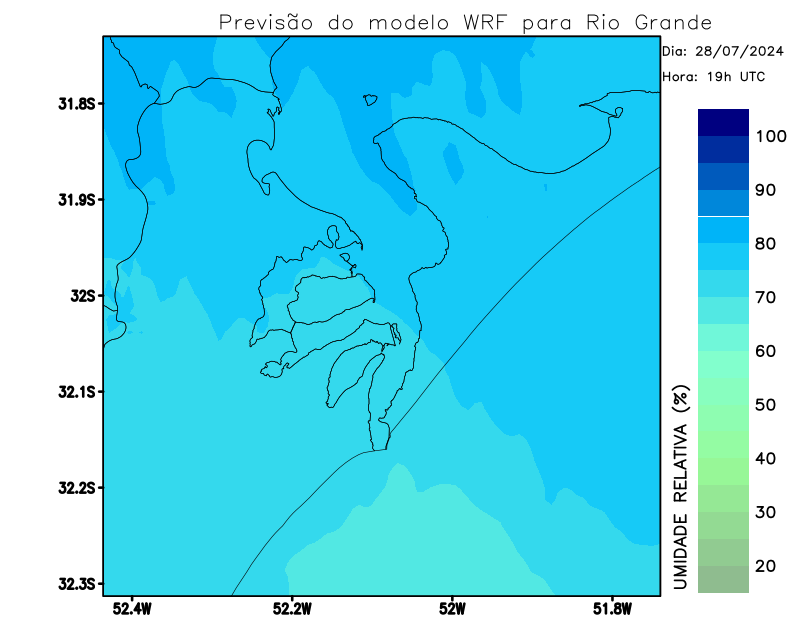 Previsão do modelo WRF para Rio Grande
Dia: 28/07/2024
Hora: 19h UTC
31.8S
31.9S
32S
32.1S
32.2S
32.3S
52.4W
52.2W
52W
51.8W
UMIDADE RELATIVA (%)
100
90
80
70
60
50
40
30
20